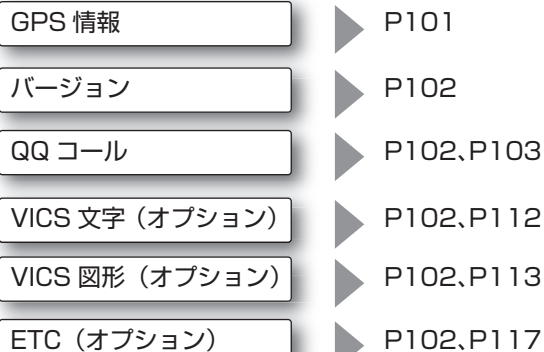 GPS 情報 P101
バージョン P102
QQ コール P102、P103
VICS 文字（オプション） P102、P112
VICS 図形（オプション） P102、P113
ETC（オプション） P102、P117